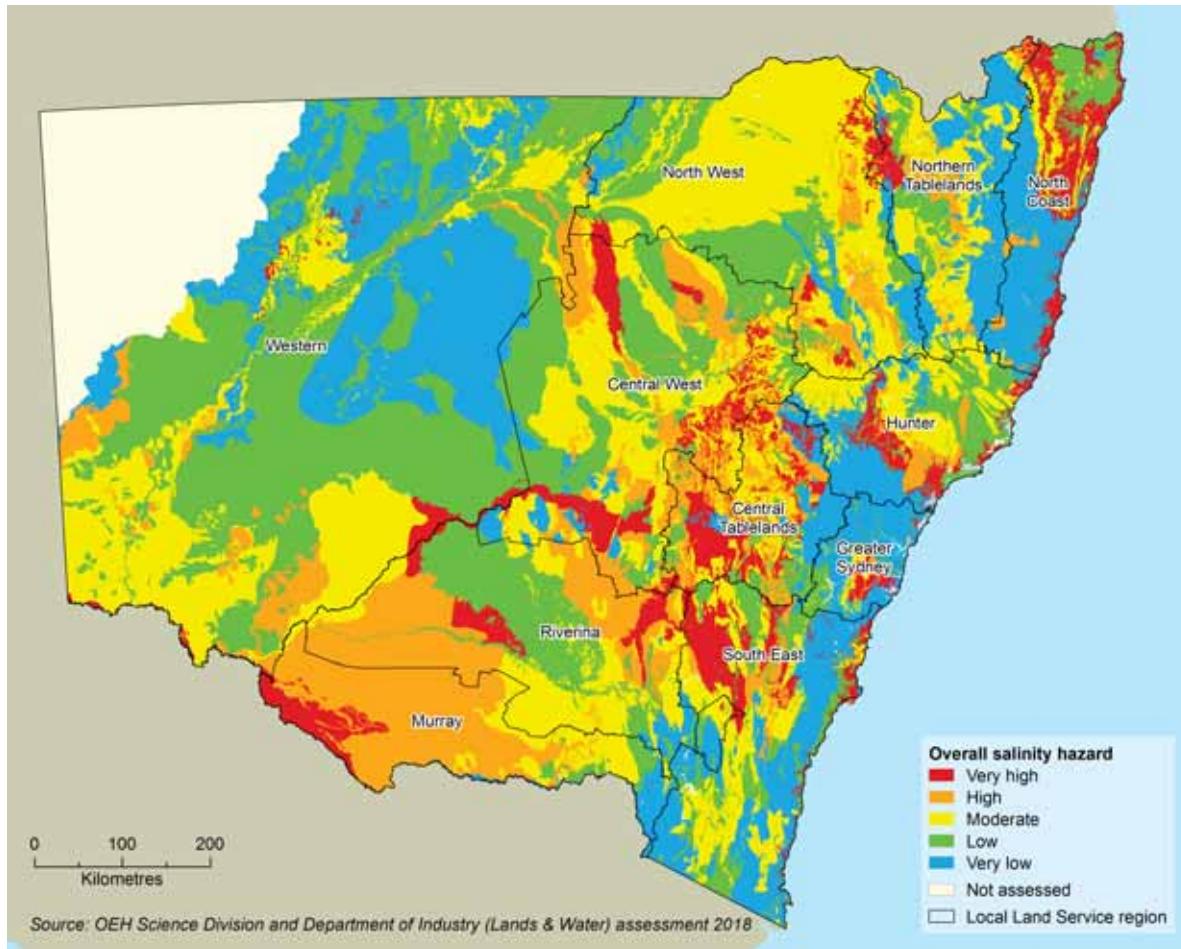 North West
Northern
Tablelands
North
Coast
Western
Central West
Hunter
Central
Tablelands
Greater
Sydney
Riverina
South East
Murray
Overall salinity hazard
Very high
High
Moderate
Low
Very low
Not assessed
Local Land Service region
0 100 200
Kilometres
Source: OEH Science Division and Department of Industry (Lands & Water) assessment 2018